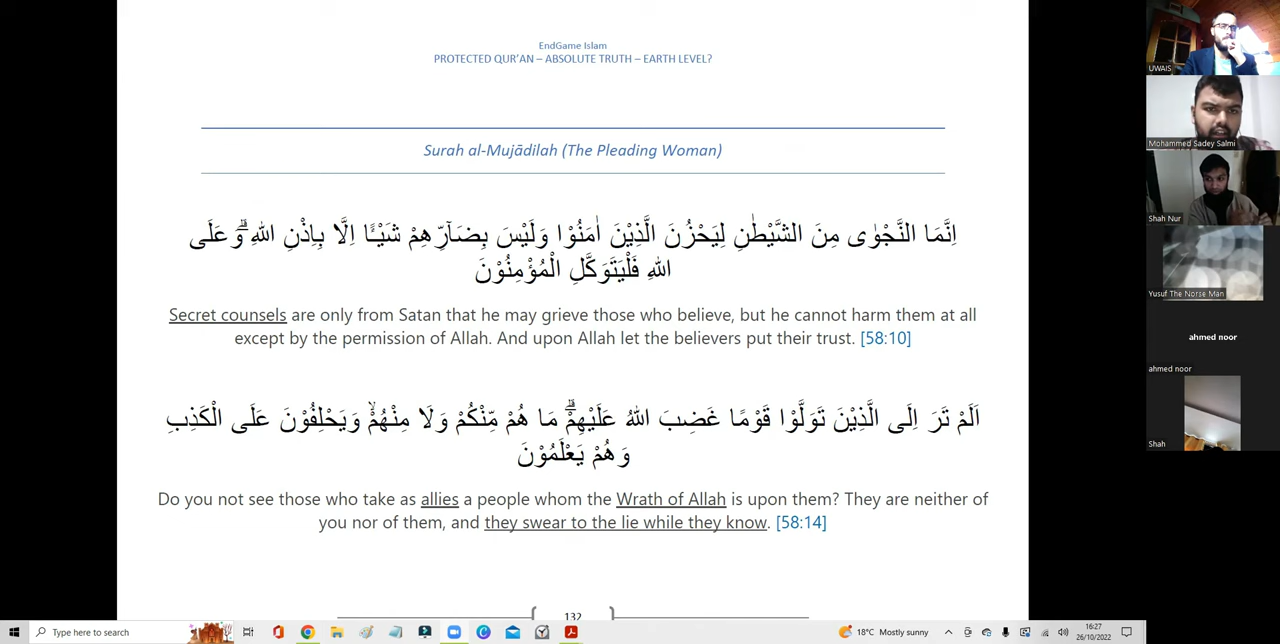 EndGame Islam
PROTECTED QUR’AN – ABSOLUTE TRUTH – EARTH LEVEL?
Surah al-Mujādilah (The Pleading Woman)
اِنَّمَا النَّجْوٰى مِنَ الشَّيْطٰنِ لِيَحْزُنَ الَّذِيْنَ اٰمَنُوْا وَلَيْسَ بِضَآرِّهِمْ شَيْـًٔا اِلَّا بِاِذْنِ اللّٰهِ ۗوَعَلَى
اللّٰهِ فَلْيَتَوَكَّلِ الْمُؤْمِنُوْنَ
Secret counsels are only from Satan that he may grieve those who believe, but he cannot harm them at all
except by the permission of Allah. And upon Allah let the believers put their trust. [58:10]
اَلَمْ تَرَ اِلَى الَّذِيْنَ تَوَلَّوْا قَوْمًا غَضِبَ اللّٰهُ عَلَيْهِمْۗ مَا هُمْ مِّنْكُمْ وَلَا مِنْهُمْۙ وَيَحْلِفُوْنَ عَلَى الْكَذِبِ
وَهُمْ يَعْلَمُوْنَ
Do you not see those who take as allies a people whom the Wrath of Allah is upon them? They are neither of
you nor of them, and they swear to the lie while they know. [58:14]
132
UWAIS
Mohammed Sadey Salmi
Shah Nur
Yusuf The Norse Man
ahmed noor
ahmed noor
Shah
Type here to search
18°C Mostly sunny
16:27
26/10/2022